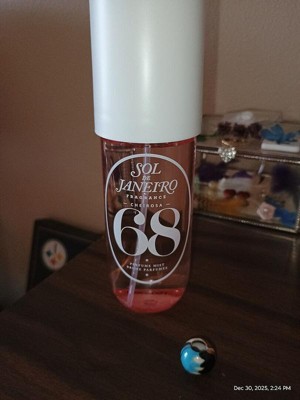 SOL
DE
JANEIRO
FRAGRANCE
CHEIROSA
68
PERFUME MIST
BRUME PARFUMÉE
Dec 30, 2025, 2:24 PM